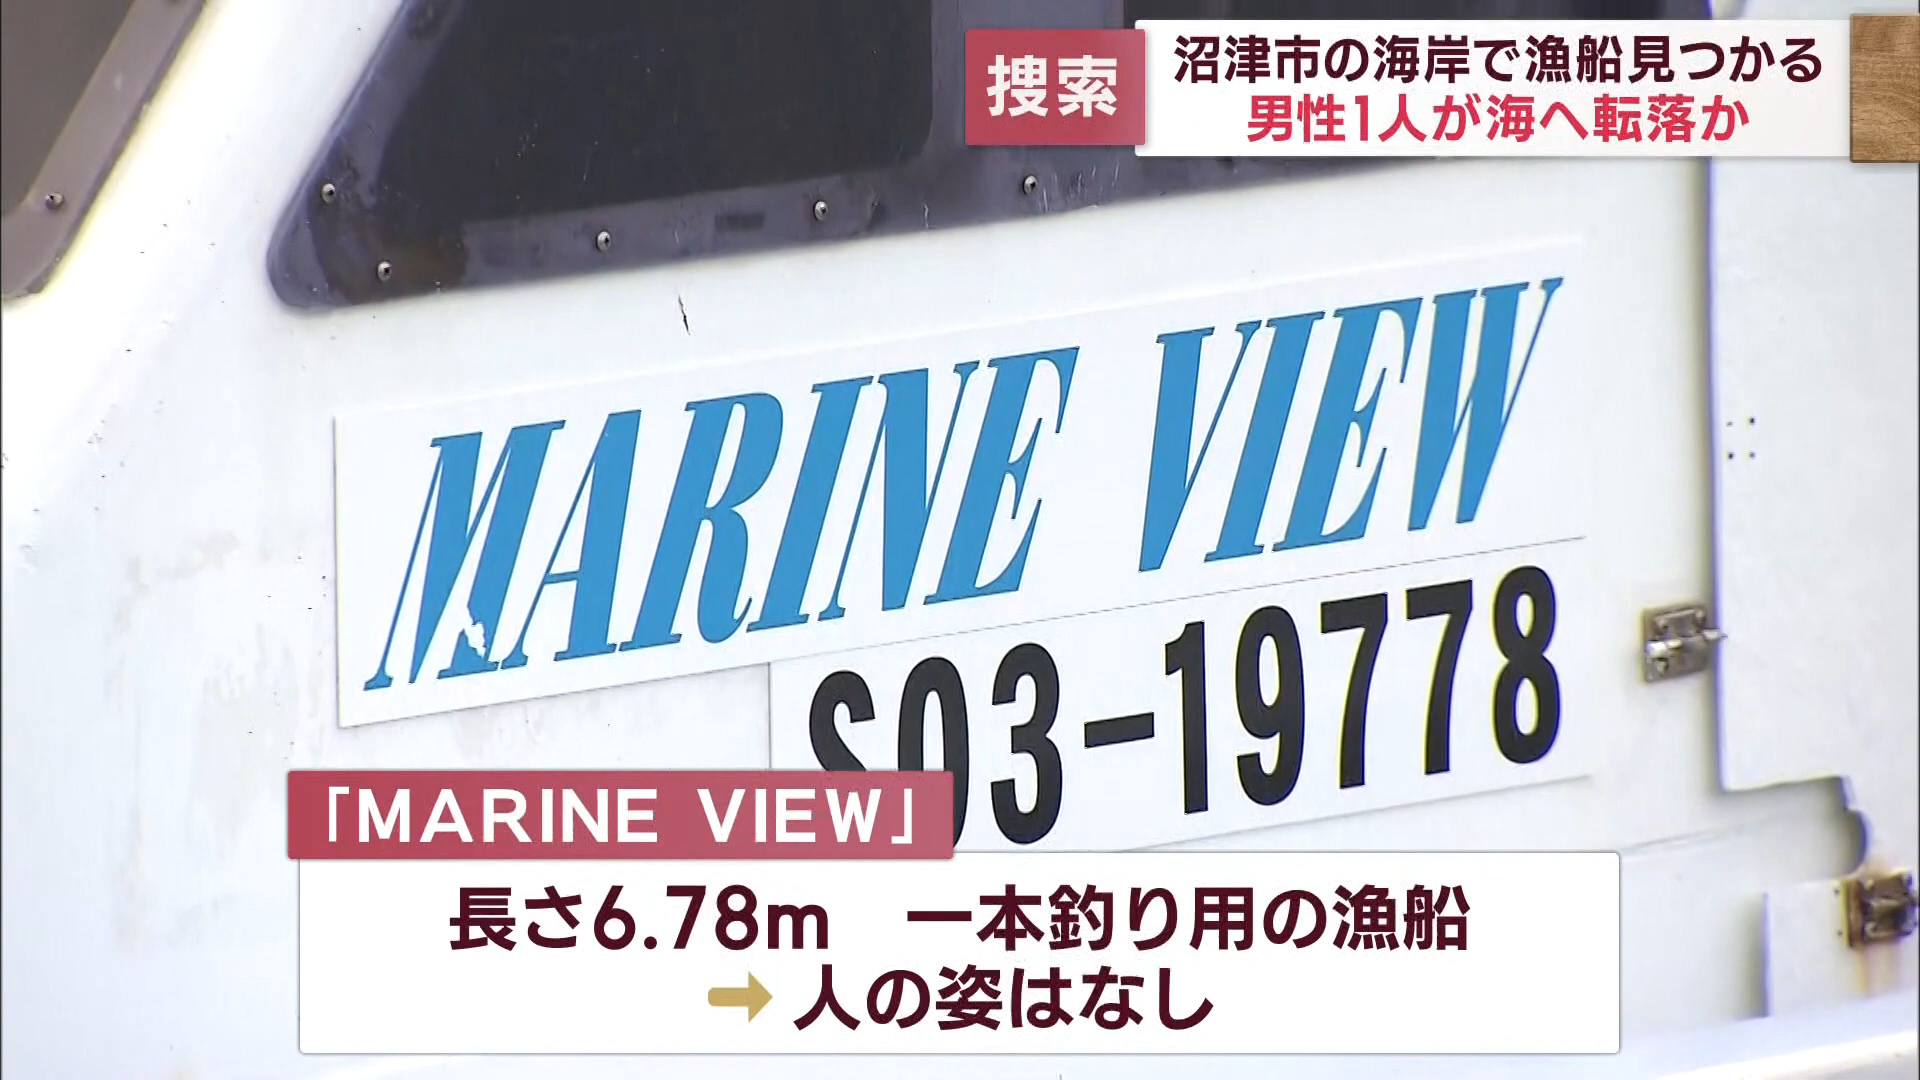 捜索
沼津市の海岸で漁船見つかる
男性1人が海へ転落か
MARINE VIEW
S03-19778
「MARINE VIEW」
長さ6.78m 一本釣り用の漁船
➡人の姿はなし